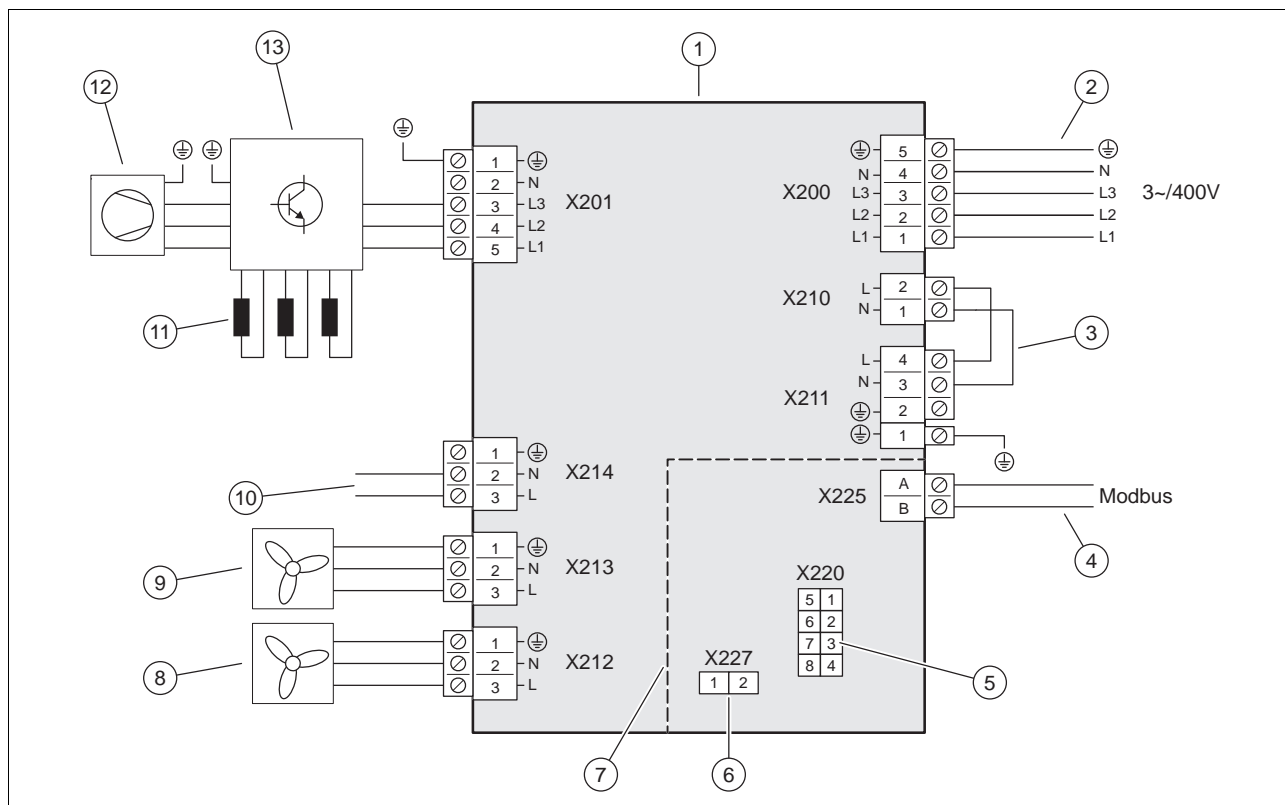 13
1
12
2
1
2 N
3 L3
4 L2
5 L1
X201
X200
5
N 4
L3 3
L2 2
L1 1
N
L3
L2
L1
3~/400V
11
X210
L 2
N 1
3
X211
L 4
N 3
2
1
10
1
2 N
3 L
X214
X225
A
B
Modbus
4
9
1
2 N
3 L
X213
X220
5 1
6 2
7 3
8 4
5
8
1
2 N
3 L
X212
X227
1 2
7
6